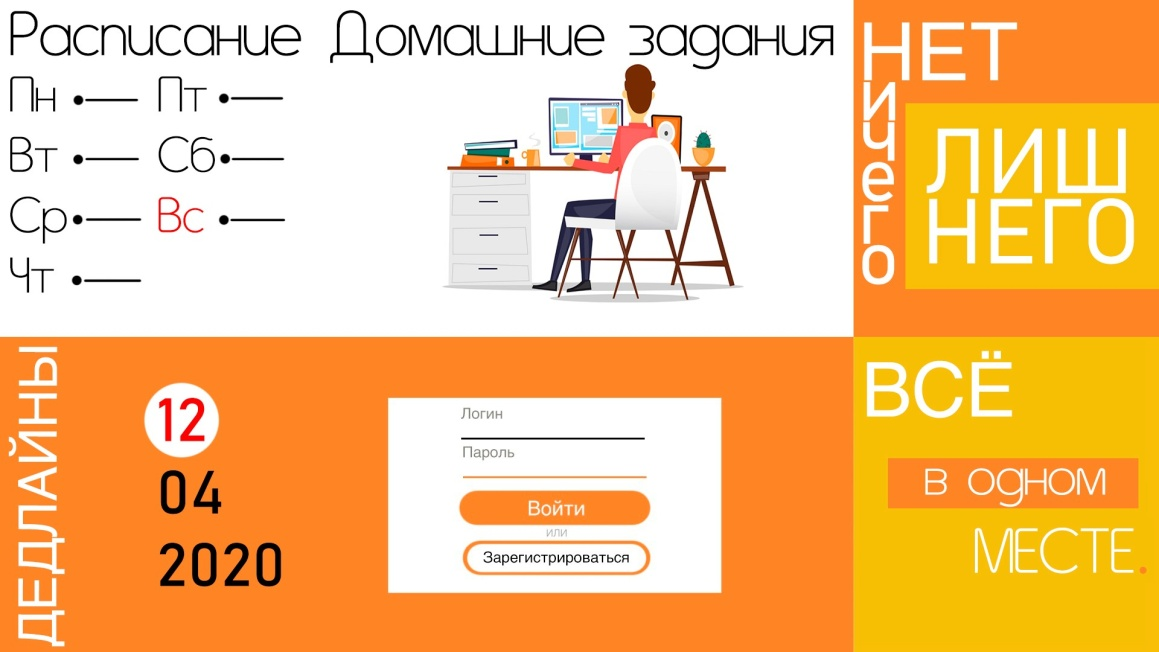 Расписание
Пн
Вт
Ср
Чт
Пт
Сб
Вс
Домашние задания
НЕТ
ичего
ЛИШ
НЕГО
ДЕДЛАЙНЫ
12
04
2020
Логин
Пароль
Войти
или
Зарегистрироваться
ВСЁ
в одном
МЕСТЕ.